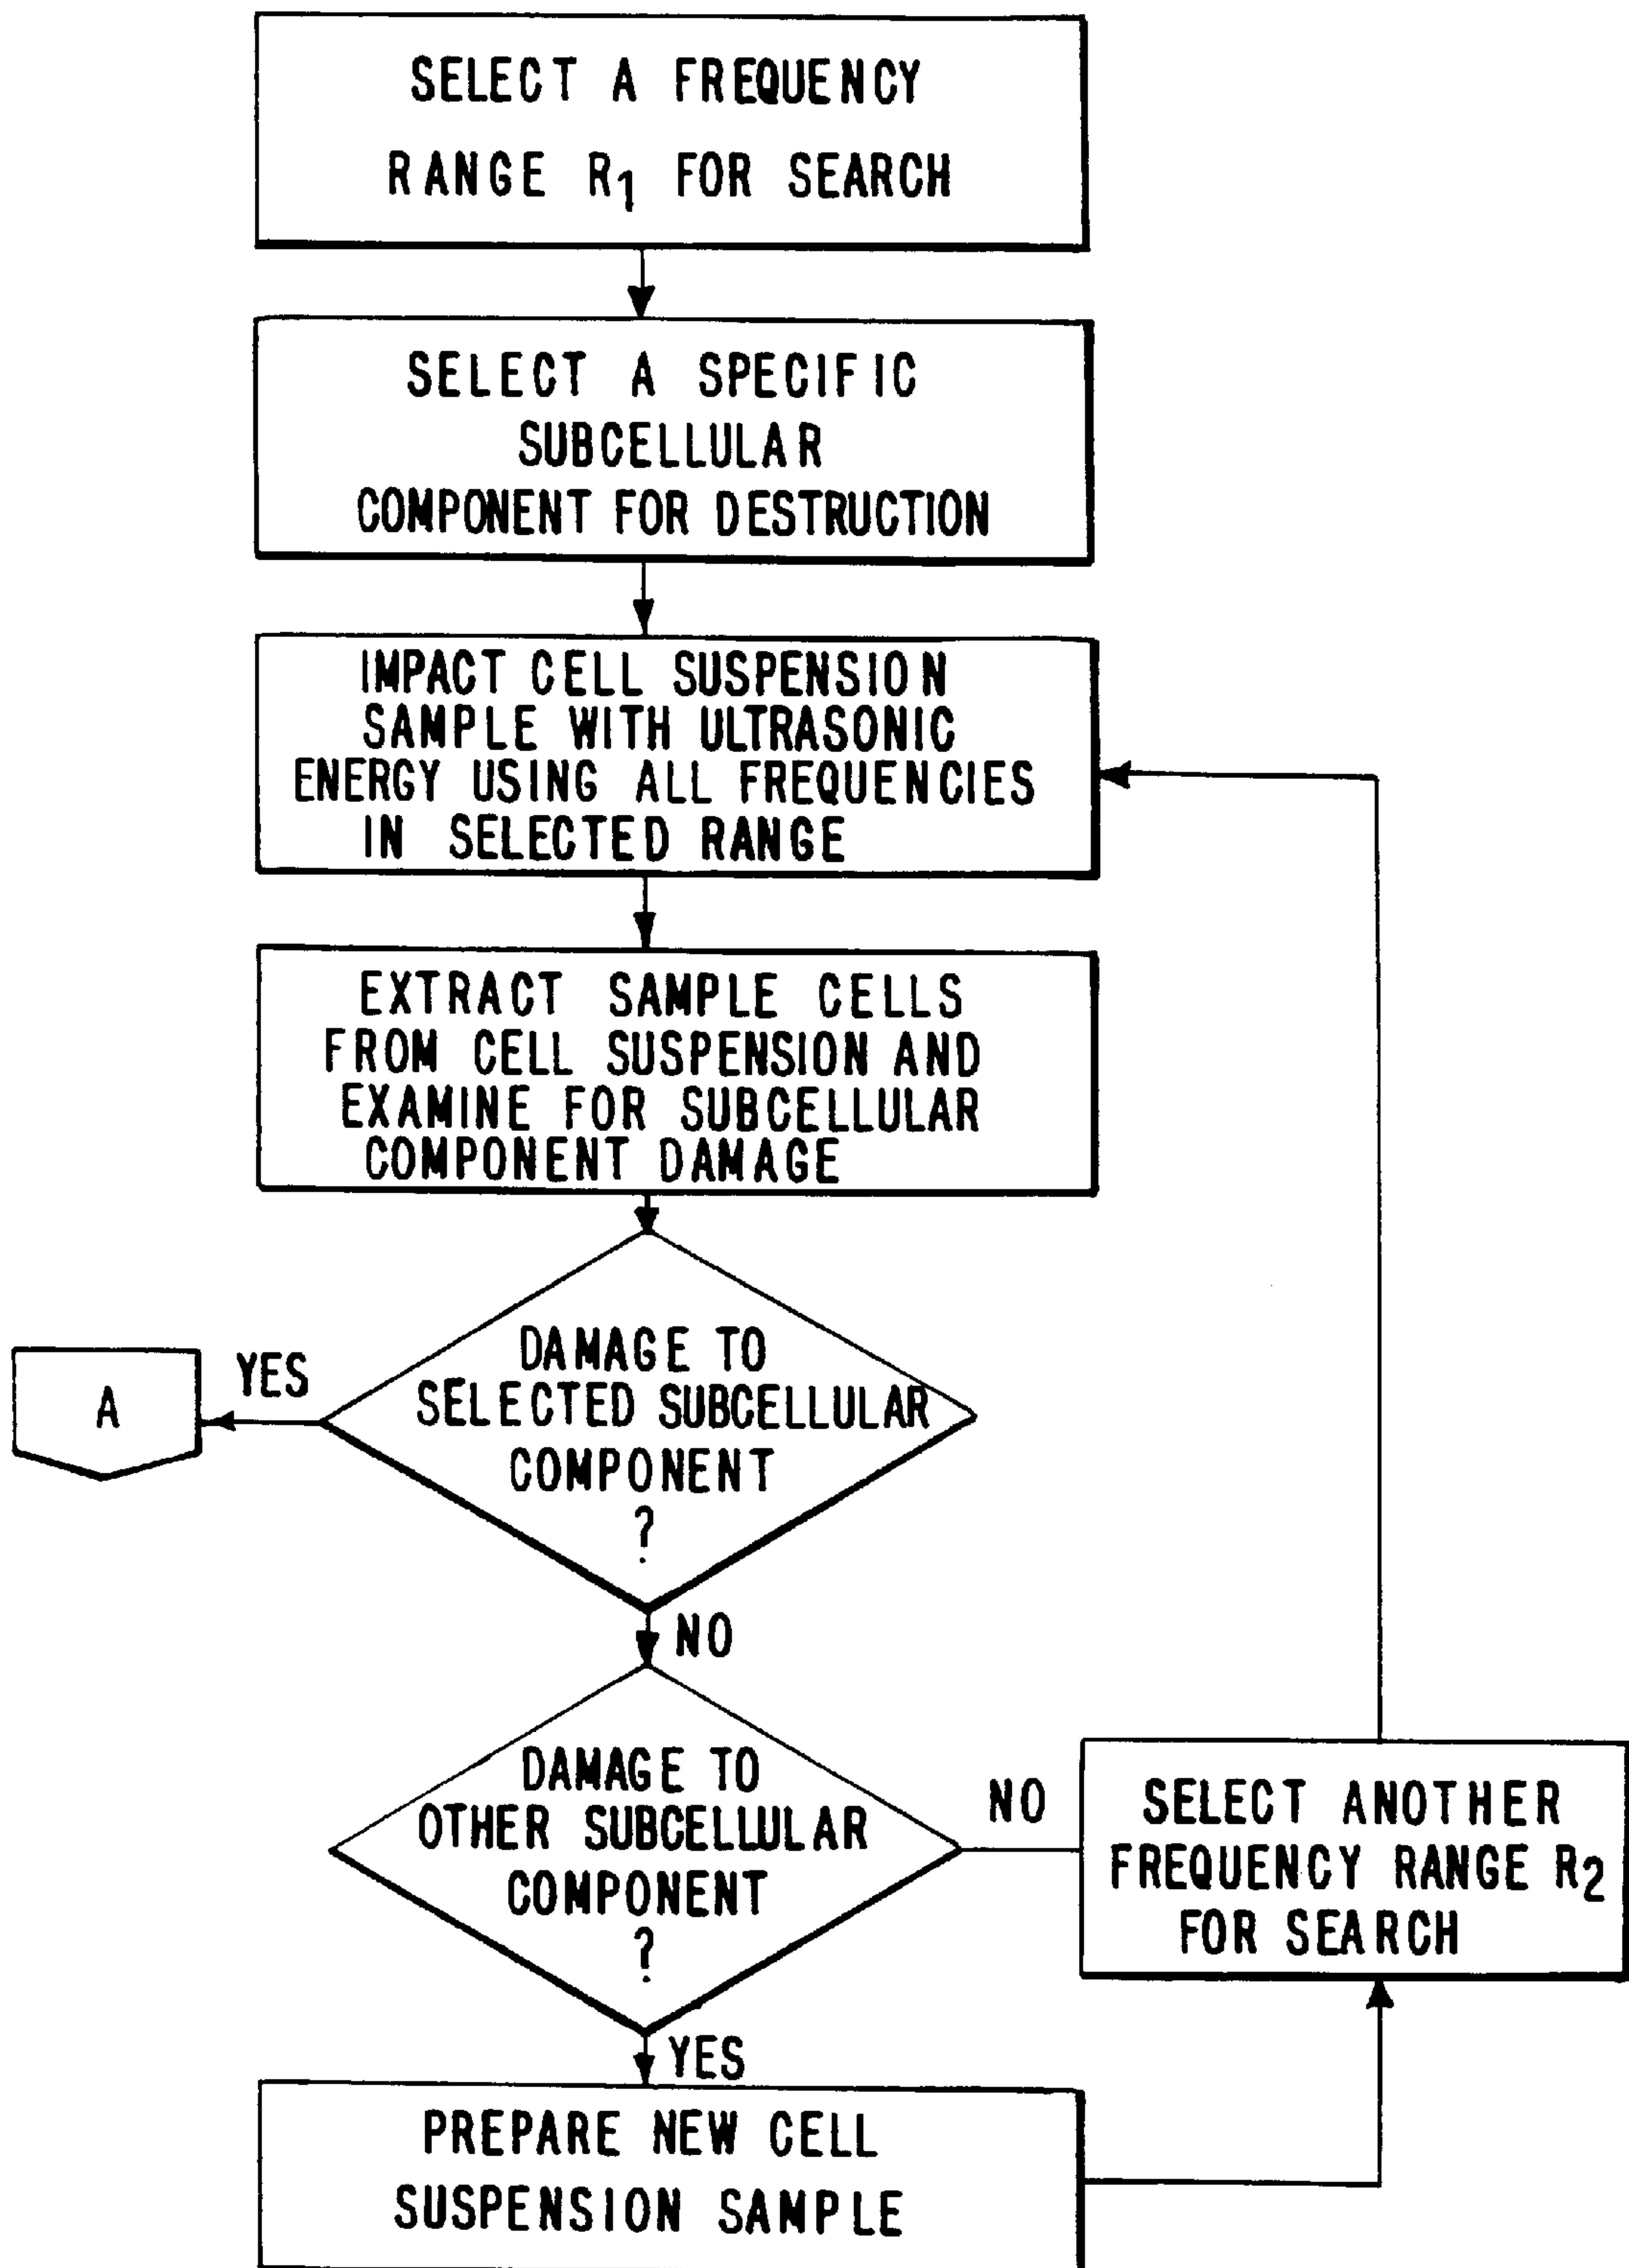 SELECT A FREQUENCY
RANGE R1 FOR SEARCH
SELECT A SPECIFIC
SUBCELLULAR
COMPONENT FOR DESTRUCTION
IMPACT CELL SUSPENSION
SAMPLE WITH ULTRASONIC
ENERGY USING ALL FREQUENCIES
IN SELECTED RANGE
EXTRACT SAMPLE CELLS
FROM CELL SUSPENSION AND
EXAMINE FOR SUBCELLULAR
COMPONENT DAMAGE
DAMAGE TO
SELECTED SUBCELLULAR
COMPONENT
?
YES
A
NO
DAMAGE TO
OTHER SUBCELLULAR
COMPONENT
?
NO
SELECT ANOTHER
FREQUENCY RANGE R2
FOR SEARCH
YES
PREPARE NEW CELL
SUSPENSION SAMPLE